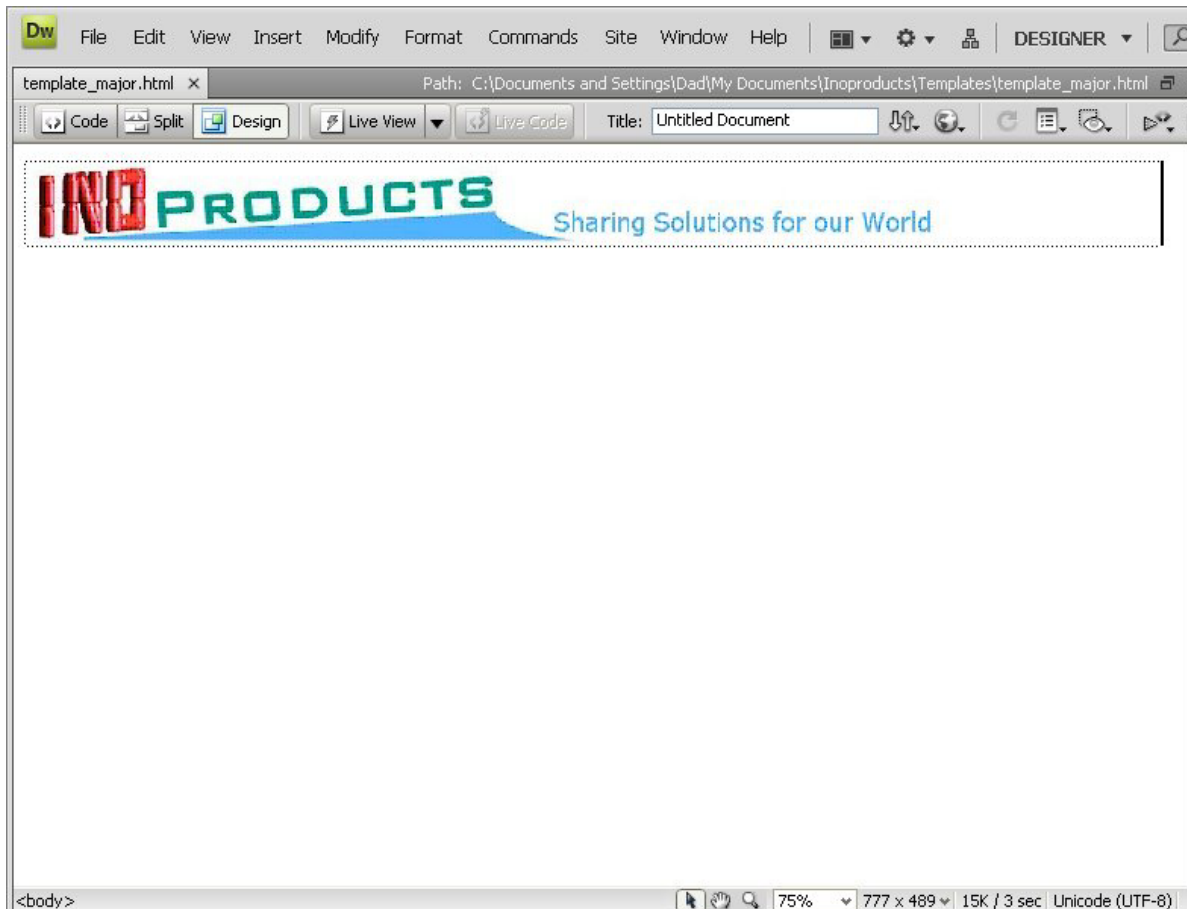 Dw File Edit View Insert Modify Format Commands Site Window Help DESIGNER
template_major.html Path: C:\Documents and Settings\Dad\My Documents\Inoproducts\Templates\template_major.html
Code Split Design Live View Live Code Title: Untitled Document
INO PRODUCTS Sharing Solutions for our World
<body> 75% 777 x 489 15K / 3 sec Unicode (UTF-8)